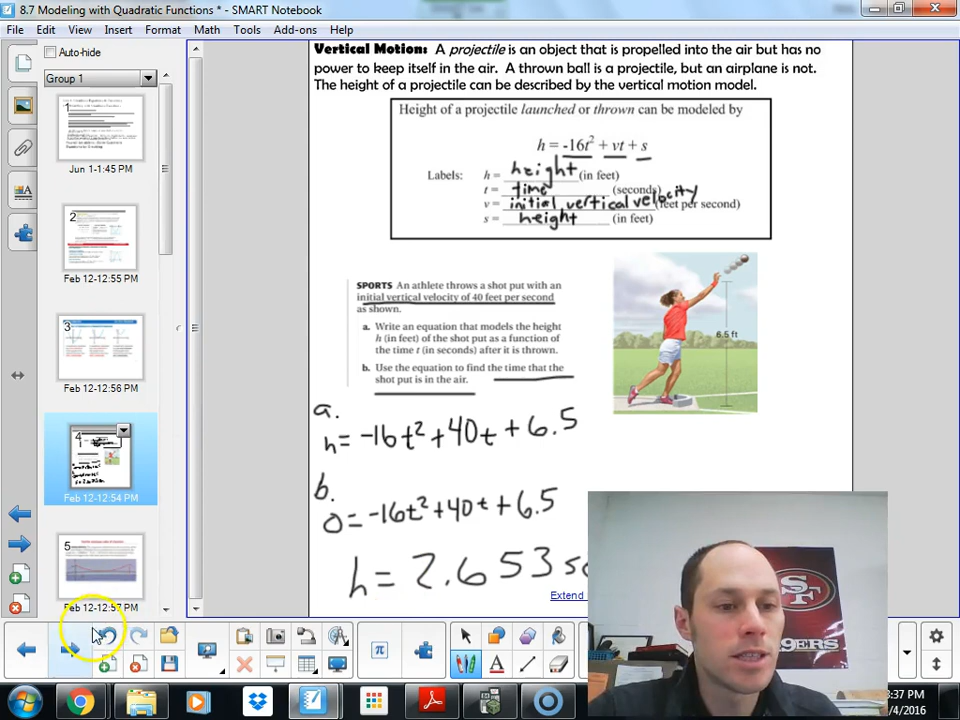 8.7 Modeling with Quadratic Functions * - SMART Notebook
File Edit View Insert Format Math Tools Add-ons Help
Auto-hide
Group 1
1
Jun 1-1:45 PM
2
Feb 12-12:55 PM
3
Feb 12-12:56 PM
4
Feb 12-12:54 PM
5
Feb 12-12:57 PM
Vertical Motion: A projectile is an object that is propelled into the air but has no
power to keep itself in the air. A thrown ball is a projectile, but an airplane is not.
The height of a projectile can be described by the vertical motion model.
Height of a projectile launched or thrown can be modeled by
h = -16t² + vt + s
Labels: h = height (in feet)
t = time (seconds)
v = initial vertical velocity (feet per second)
s = height (in feet)
SPORTS An athlete throws a shot put with an
initial vertical velocity of 40 feet per second
as shown.
a. Write an equation that models the height
h (in feet) of the shot put as a function of
the time t (in seconds) after it is thrown.
b. Use the equation to find the time that the
shot put is in the air.
6.5 ft
a.
h = -16t² + 40t + 6.5
b.
0 = -16t² + 40t + 6.5
h = 2.653
Extend
49ERS